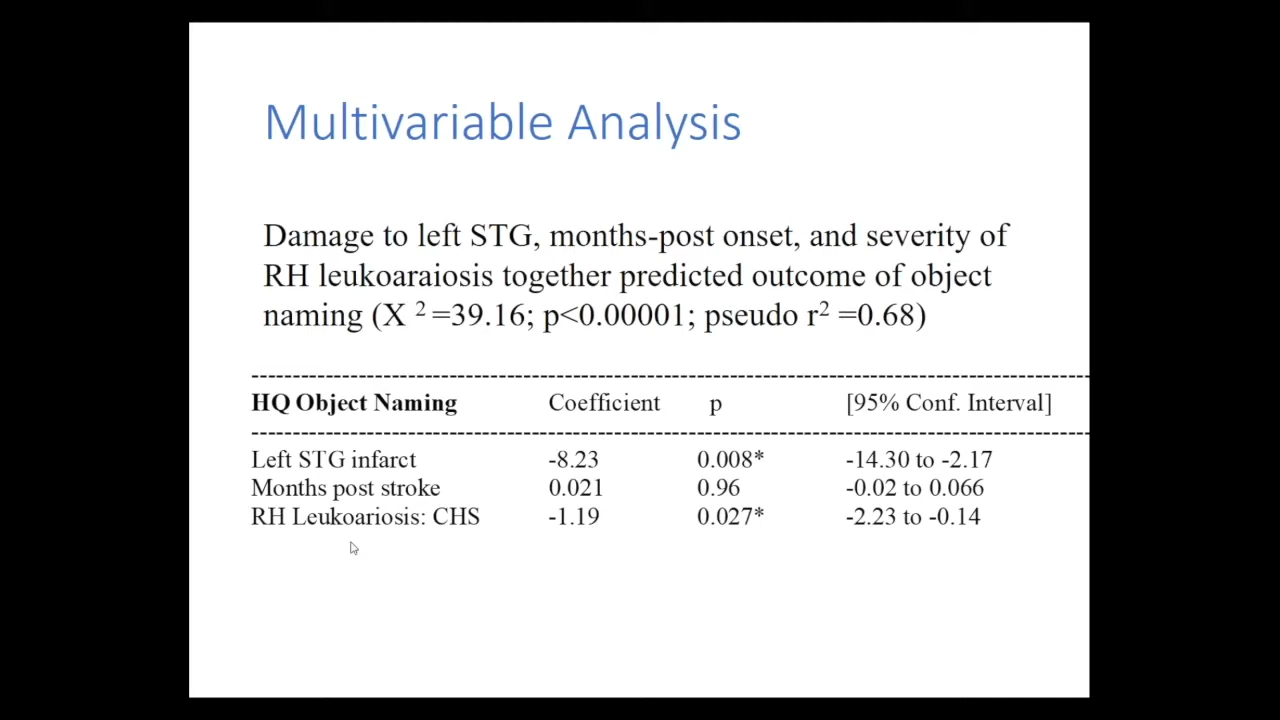 Multivariable Analysis
Damage to left STG, months-post onset, and severity of
RH leukoaraiosis together predicted outcome of object
naming (X ² =39.16; p<0.00001; pseudo r² =0.68)
HQ Object Naming Coefficient p [95% Conf. Interval]
Left STG infarct -8.23 0.008* -14.30 to -2.17
Months post stroke 0.021 0.96 -0.02 to 0.066
RH Leukoariosis: CHS -1.19 0.027* -2.23 to -0.14